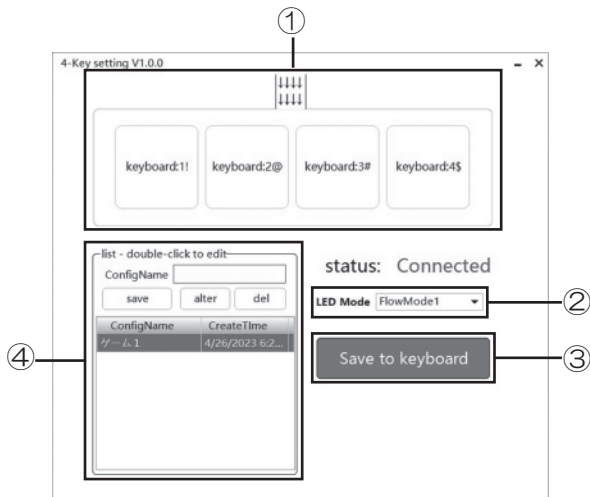 ①
4-Key setting V1.0.0
keyboard:1! keyboard:2@ keyboard:3# keyboard:4$
list - double-click to edit
ConfigName
save alter del
ConfigName CreateTIme
ゲーム1 4/26/2023 6:2...
④
status: Connected
LED Mode FlowMode1
②
Save to keyboard
③